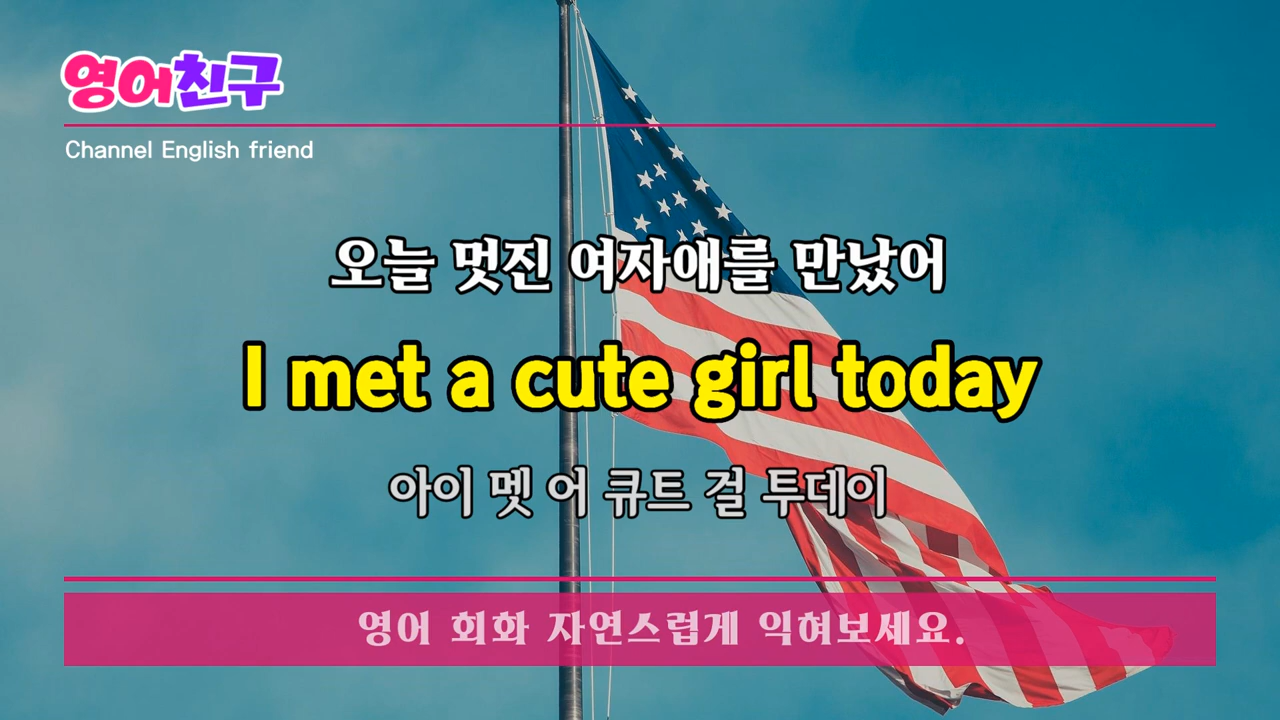 영어친구
Channel English friend
오늘 멋진 여자애를 만났어
I met a cute girl today
아이 멧 어 큐트 걸 투데이
영어 회화 자연스럽게 익혀보세요.